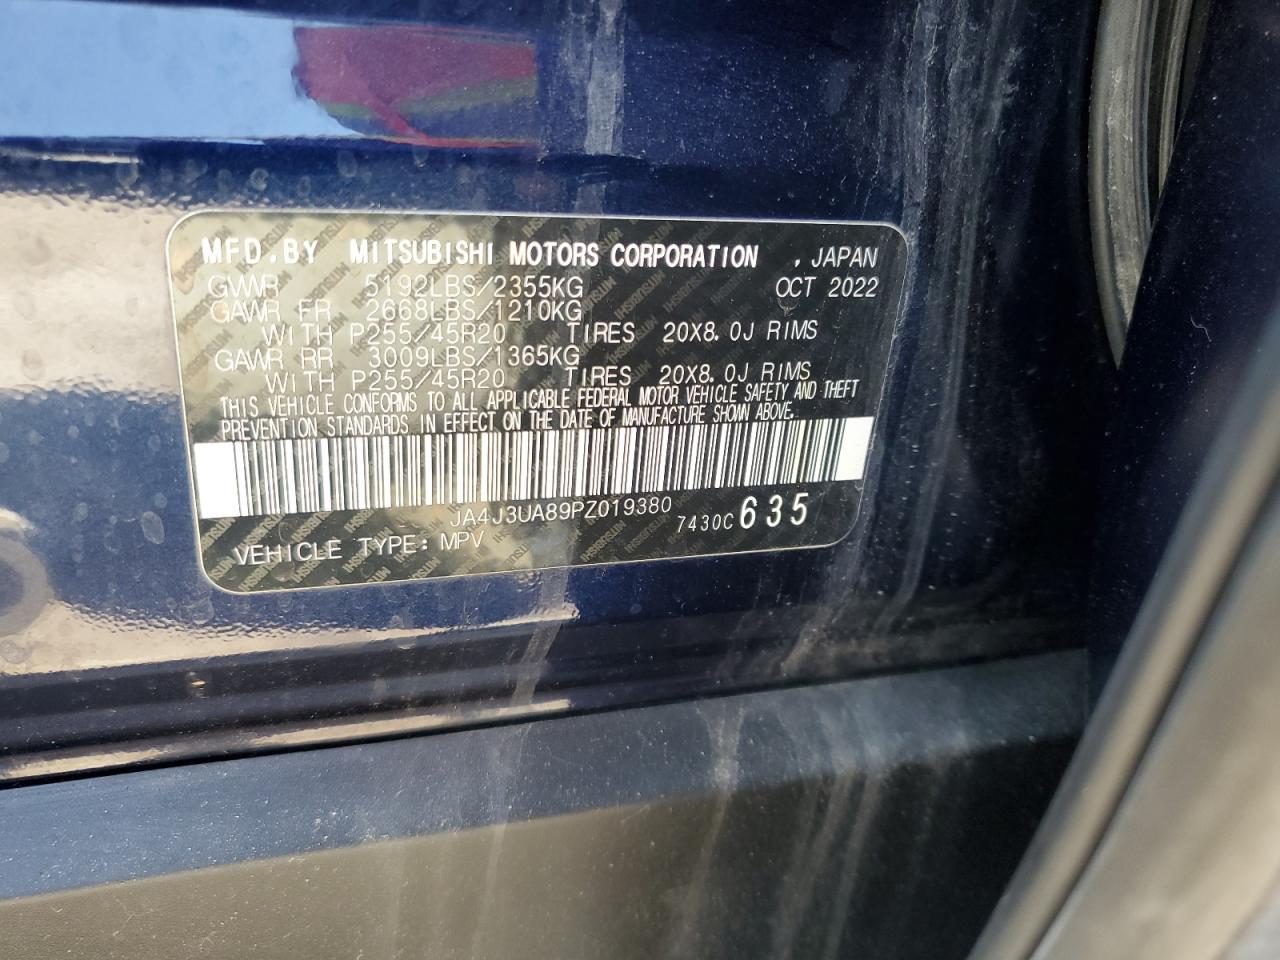 MFD.BY MITSUBISHI MOTORS CORPORATION , JAPAN
GVWR 5192LBS/2355KG OCT 2022
GAWR FR 2668LBS/1210KG
WITH P255/45R20 TIRES 20X8.0J RIMS
GAWR RR 3009LBS/1365KG
WITH P255/45R20 TIRES 20X8.0J RIMS
THIS VEHICLE CONFORMS TO ALL APPLICABLE FEDERAL MOTOR VEHICLE SAFETY AND THEFT
PREVENTION STANDARDS IN EFFECT ON THE DATE OF MANUFACTURE SHOWN ABOVE.
JA4J3UA89PZ019380 7430C 635
VEHICLE TYPE: MPV